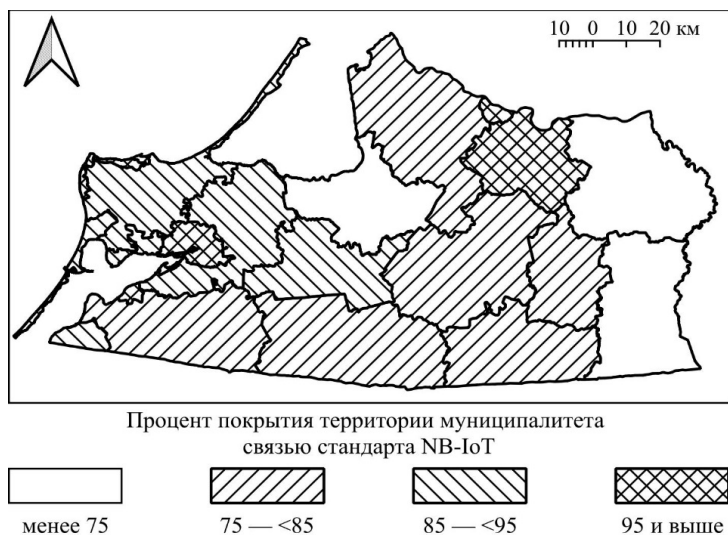 10 0 10 20 км
Процент покрытия территории муниципалитета
связью стандарта NB-IoT
менее 75
75 — <85
85 — <95
95 и выше